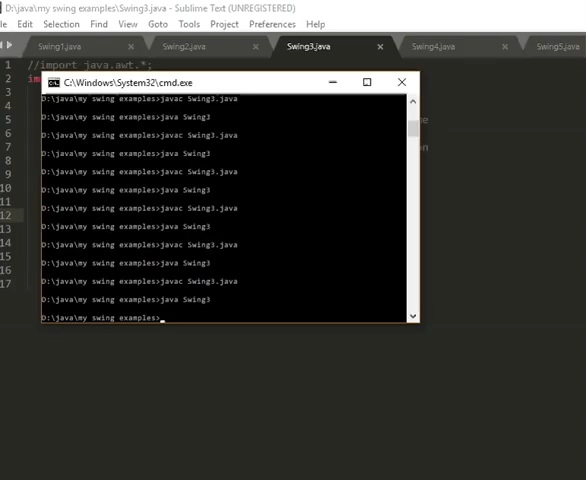 D:\java\my swing examples\Swing3.java - Sublime Text (UNREGISTERED)
Edit Selection Find View Goto Tools Project Preferences Help
Swing1.java × Swing2.java × Swing3.java × Swing4.java × Swing5.java
1 //import java.awt.*;
2 im
C:\Windows\System32\cmd.exe
3
4
5
6
7
8
9
10
11
12
13
14
15
16
17
D:\java\my swing examples>javac Swing3.java
D:\java\my swing examples>java Swing3
D:\java\my swing examples>javac Swing3.java
D:\java\my swing examples>java Swing3
D:\java\my swing examples>javac Swing3.java
D:\java\my swing examples>java Swing3
D:\java\my swing examples>javac Swing3.java
D:\java\my swing examples>java Swing3
D:\java\my swing examples>javac Swing3.java
D:\java\my swing examples>java Swing3
D:\java\my swing examples>javac Swing3.java
D:\java\my swing examples>java Swing3
D:\java\my swing examples>